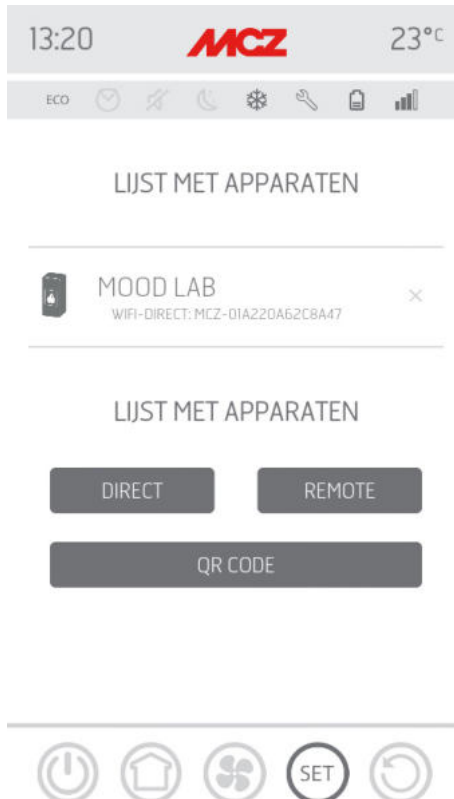 13:20 MCZ 23°C
ECO
LIJST MET APPARATEN
MOOD LAB
WIFI-DIRECT: MCZ-01A220A62C8A47
LIJST MET APPARATEN
DIRECT REMOTE
QR CODE
SET